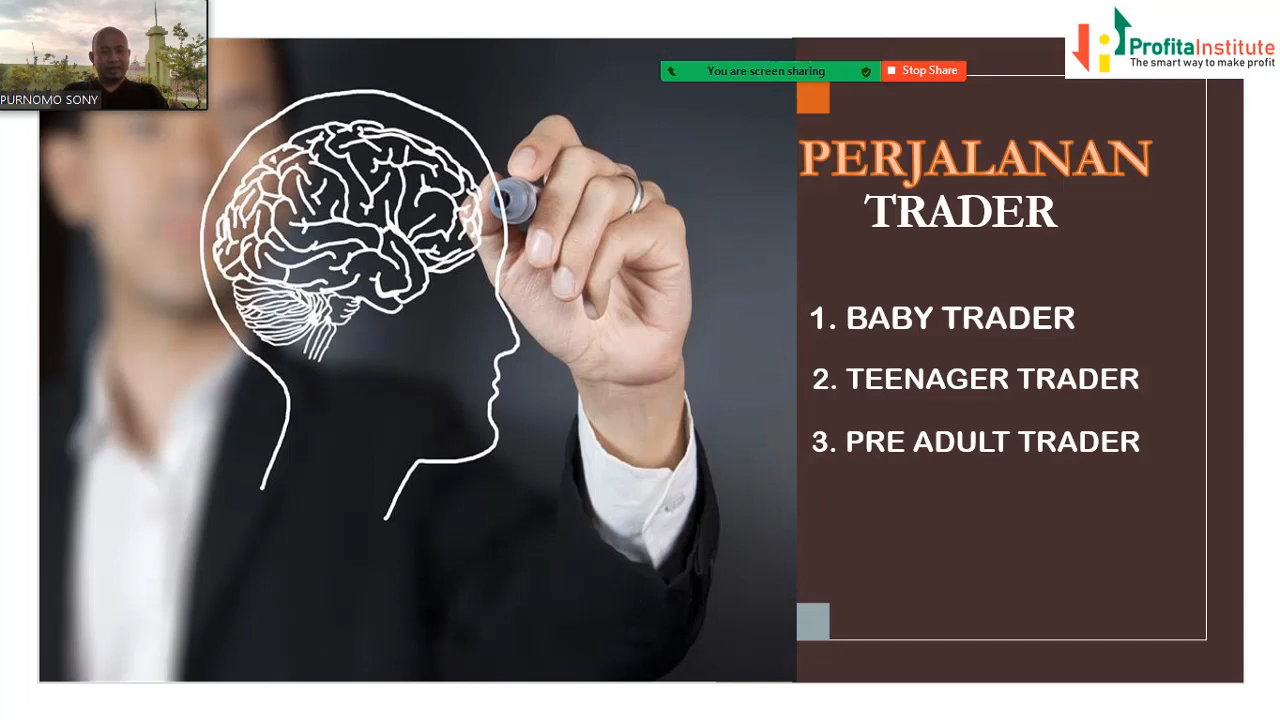 PURNOMO SONY
You are screen sharing
Stop Share
ProfitaInstitute
The smart way to make profit
PERJALANAN
TRADER
1. BABY TRADER
2. TEENAGER TRADER
3. PRE ADULT TRADER